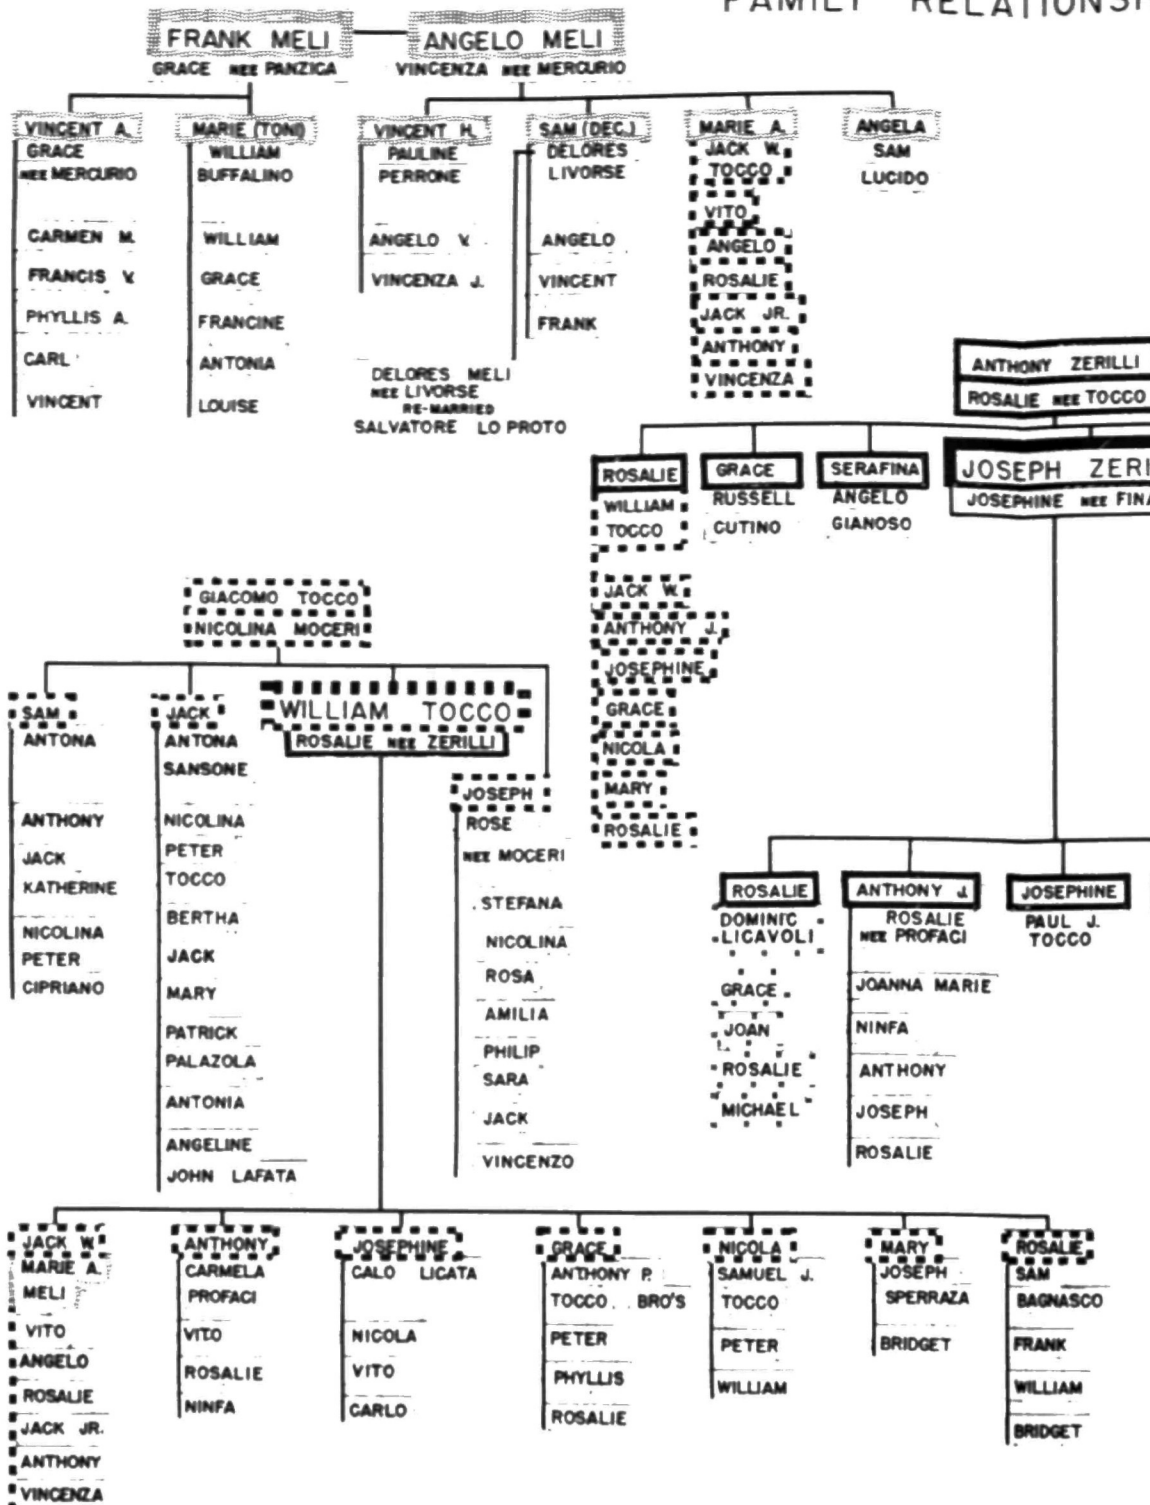 FAMILY RELATIONSHI
FRANK MELI
GRACE NEE PANZICA
ANGELO MELI
VINCENZA NEE MERCURIO
VINCENT A.
GRACE
NEE MERCURIO
CARMEN M.
FRANCIS V.
PHYLLIS A.
CARL
VINCENT
MARIE (TONI)
WILLIAM
BUFFALINO
WILLIAM
GRACE
FRANCINE
ANTONIA
LOUISE
VINCENT H.
PAULINE
PERRONE
ANGELO V.
VINCENZA J.
SAM (DEC.)
DELORES
LIVORSE
ANGELO
VINCENT
FRANK
DELORES MELI
NEE LIVORSE
RE-MARRIED
SALVATORE LO PROTO
MARIE A.
JACK W.
TOCCO
VITO
ANGELO
ROSALIE
JACK JR.
ANTHONY
VINCENZA
ANGELA
SAM
LUCIDO
ANTHONY ZERILLI
ROSALIE NEE TOCCO
ROSALIE
WILLIAM
TOCCO
JACK W.
ANTHONY J.
JOSEPHINE
GRACE
NICOLA
MARY
ROSALIE
GRACE
RUSSELL
CUTINO
SERAFINA
ANGELO
GIANOSO
JOSEPH ZERI
JOSEPHINE NEE FINA
GIACOMO TOCCO
NICOLINA MOCERI
SAM
ANTONA
ANTHONY
JACK
KATHERINE
NICOLINA
PETER
CIPRIANO
JACK
ANTONA
SANSONE
NICOLINA
PETER
TOCCO
BERTHA
JACK
MARY
PATRICK
PALAZOLA
ANTONIA
ANGELINE
JOHN LAFATA
WILLIAM TOCCO
ROSALIE NEE ZERILLI
JOSEPH
ROSE
NEE MOCERI
STEFANA
NICOLINA
ROSA
AMILIA
PHILIP
SARA
JACK
VINCENZO
ROSALIE
DOMINIC
LICAVOLI
GRACE
JOAN
ROSALIE
MICHAEL
ANTHONY J.
ROSALIE
NEE PROFACI
JOANNA MARIE
NINFA
ANTHONY
JOSEPH
ROSALIE
JOSEPHINE
PAUL J.
TOCCO
JACK W.
MARIE A.
MELI
VITO
ANGELO
ROSALIE
JACK JR.
ANTHONY
VINCENZA
ANTHONY
CARMELA
PROFACI
VITO
ROSALIE
NINFA
JOSEPHINE
CALO LICATA
NICOLA
VITO
CARLO
GRACE
ANTHONY P.
TOCCO BRO'S
PETER
PHYLLIS
ROSALIE
NICOLA
SAMUEL J.
TOCCO
PETER
WILLIAM
MARY
JOSEPH
SPERRAZA
BRIDGET
ROSALIE
SAM
BAGNASCO
FRANK
WILLIAM
BRIDGET